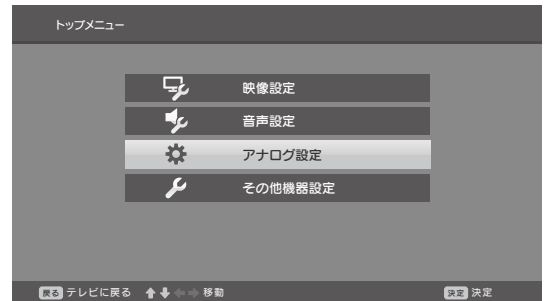 トップメニュー
映像設定
音声設定
アナログ設定
その他機器設定
戻る テレビに戻る 移動 決定 決定